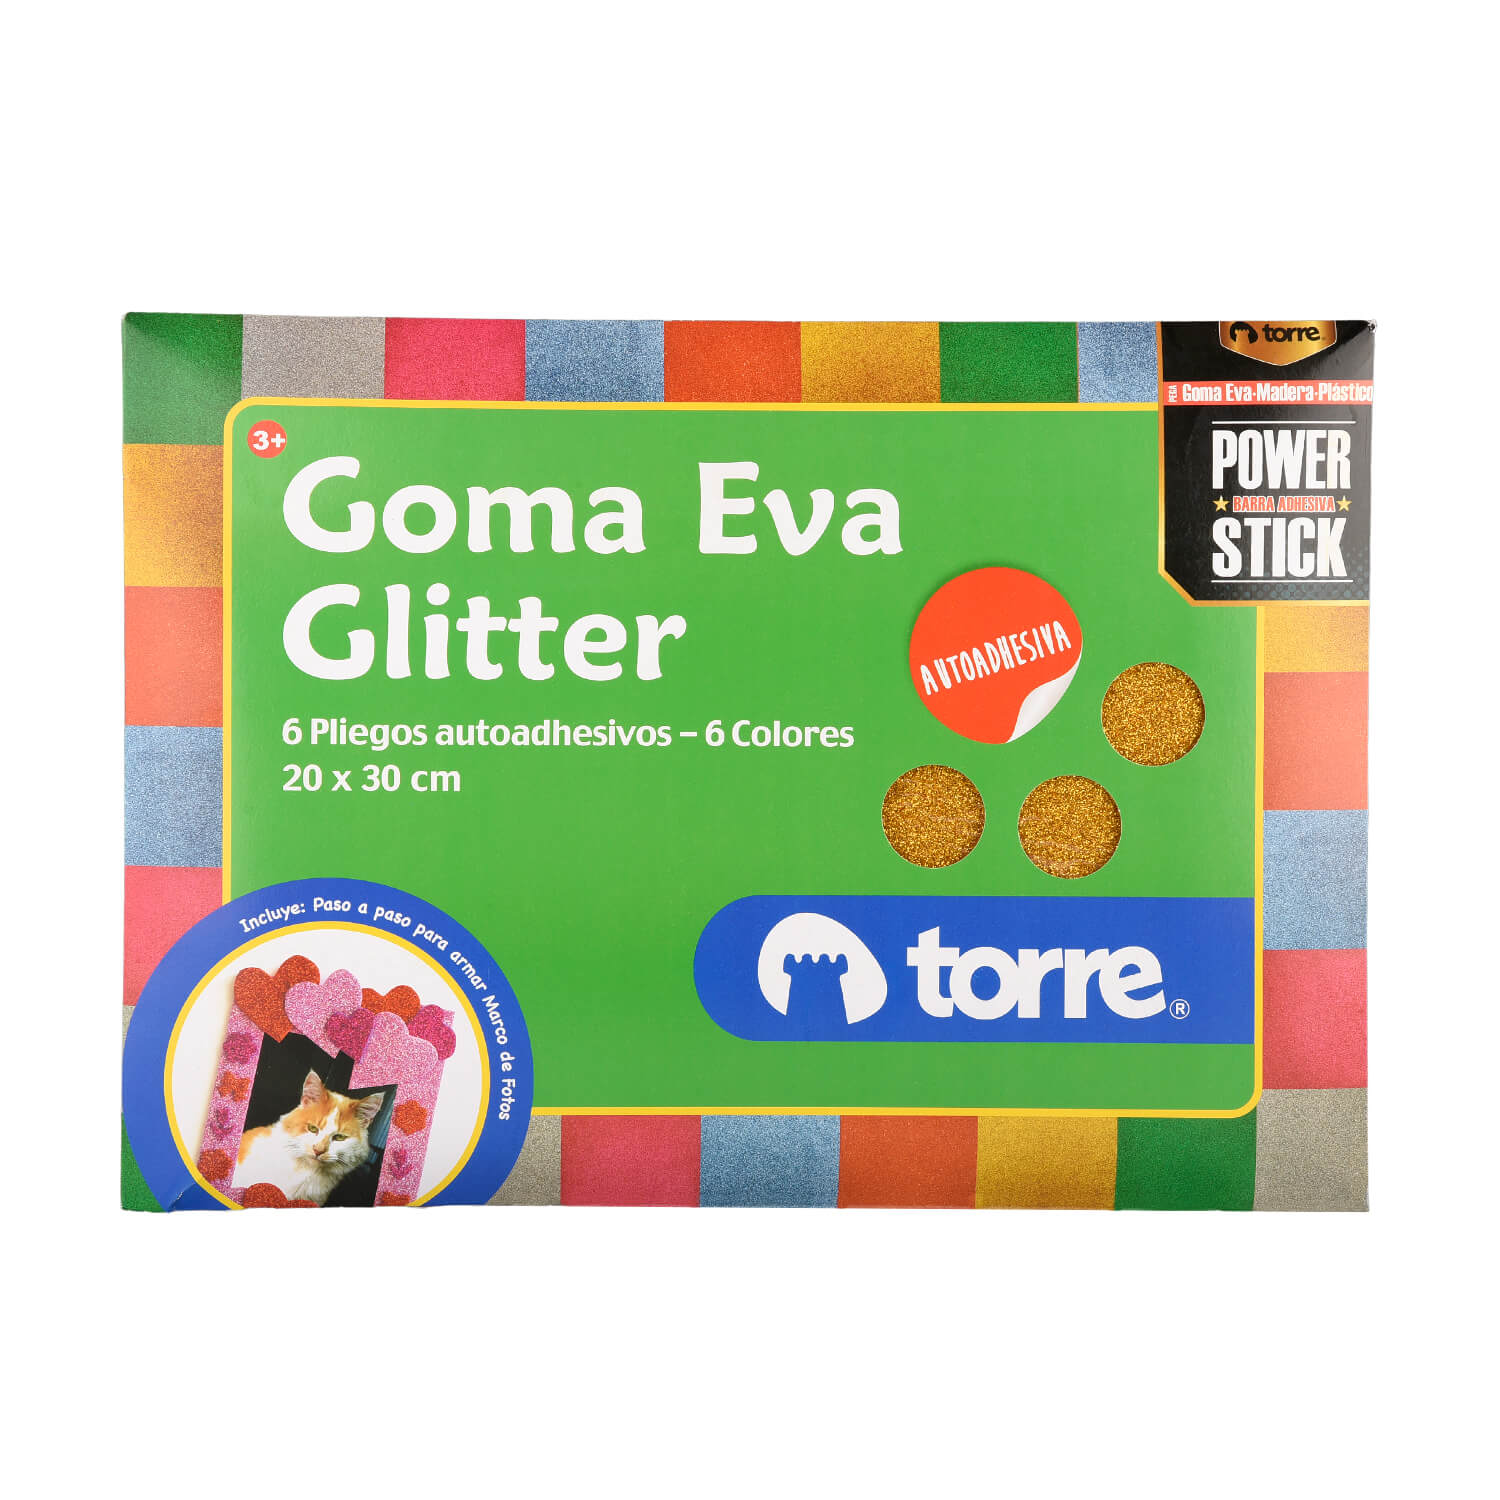 torre
PEGA Goma Eva•Madera•Plástico
POWER
BARRA ADHESIVA
STICK
3+
Goma Eva
Glitter
AUTOADHESIVA
6 Pliegos autoadhesivos – 6 Colores
20 x 30 cm
Incluye: Paso a paso para armar Marco de Fotos
torre®